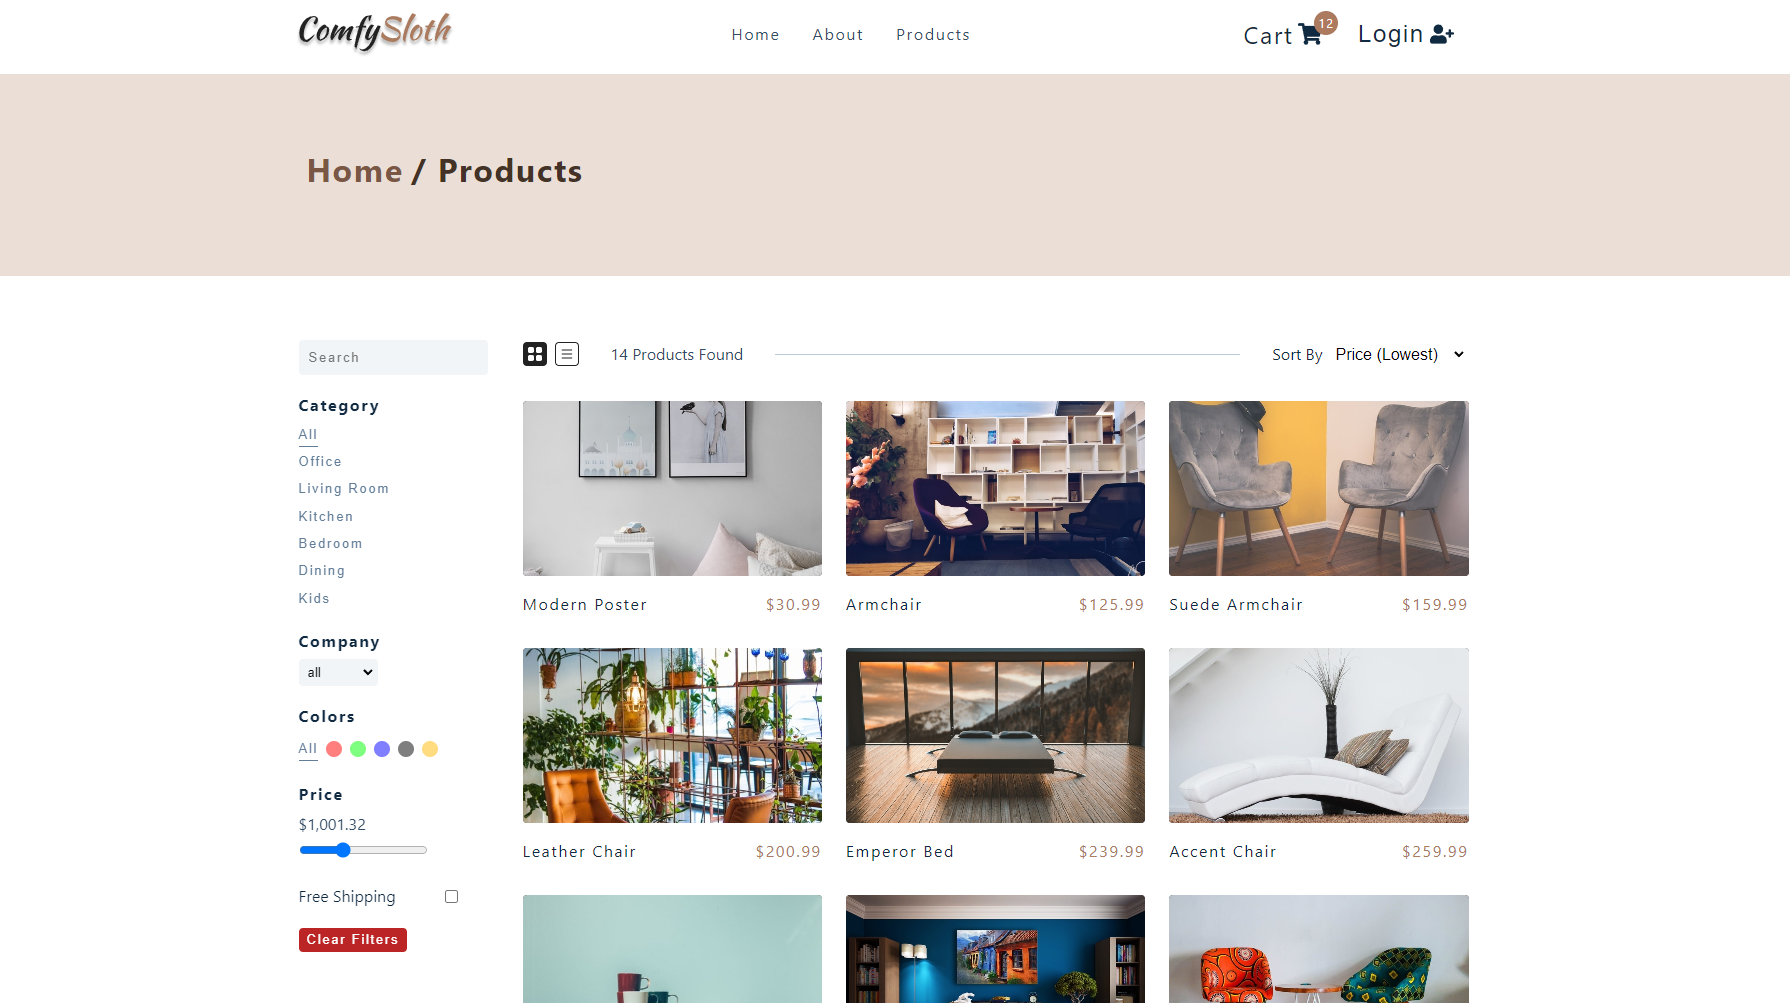 ComfySloth
Home About Products
Cart 12 Login
Home / Products
Search
Category
All
Office
Living Room
Kitchen
Bedroom
Dining
Kids
Company
all
Colors
All
Price
$1,001.32
Free Shipping
Clear Filters
14 Products Found
Sort By Price (Lowest)
Modern Poster $30.99
Armchair $125.99
Suede Armchair $159.99
Leather Chair $200.99
Emperor Bed $239.99
Accent Chair $259.99